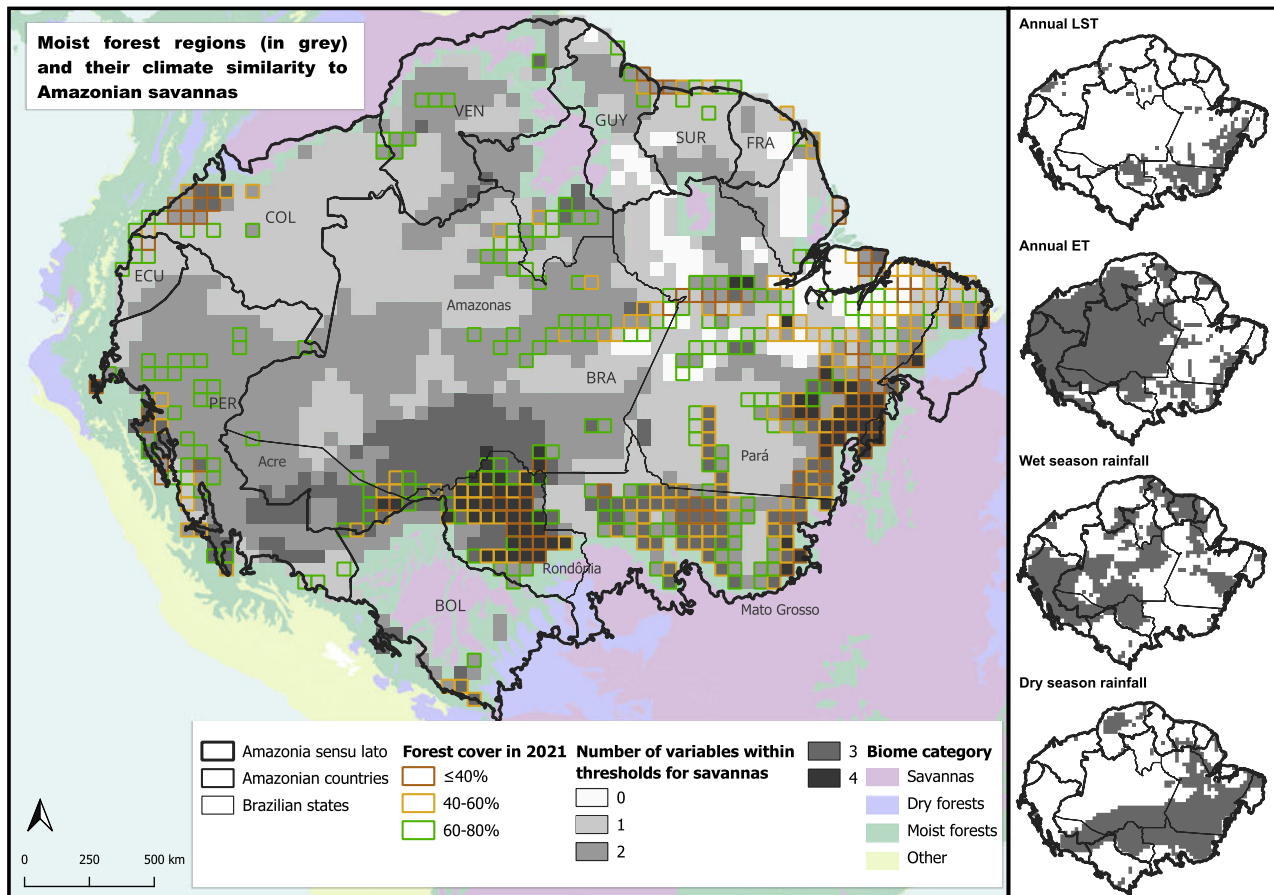 Moist forest regions (in grey)
and their climate similarity to
Amazonian savannas
VEN
GUY
SUR
FRA
COL
ECU
Amazonas
BRA
PER
Acre
Pará
Rondônia
BOL
Mato Grosso
0 250 500 km
Amazonia sensu lato
Amazonian countries
Brazilian states
Forest cover in 2021
≤40%
40-60%
60-80%
Number of variables within
thresholds for savannas
0
1
2
3
4
Biome category
Savannas
Dry forests
Moist forests
Other
Annual LST
Annual ET
Wet season rainfall
Dry season rainfall